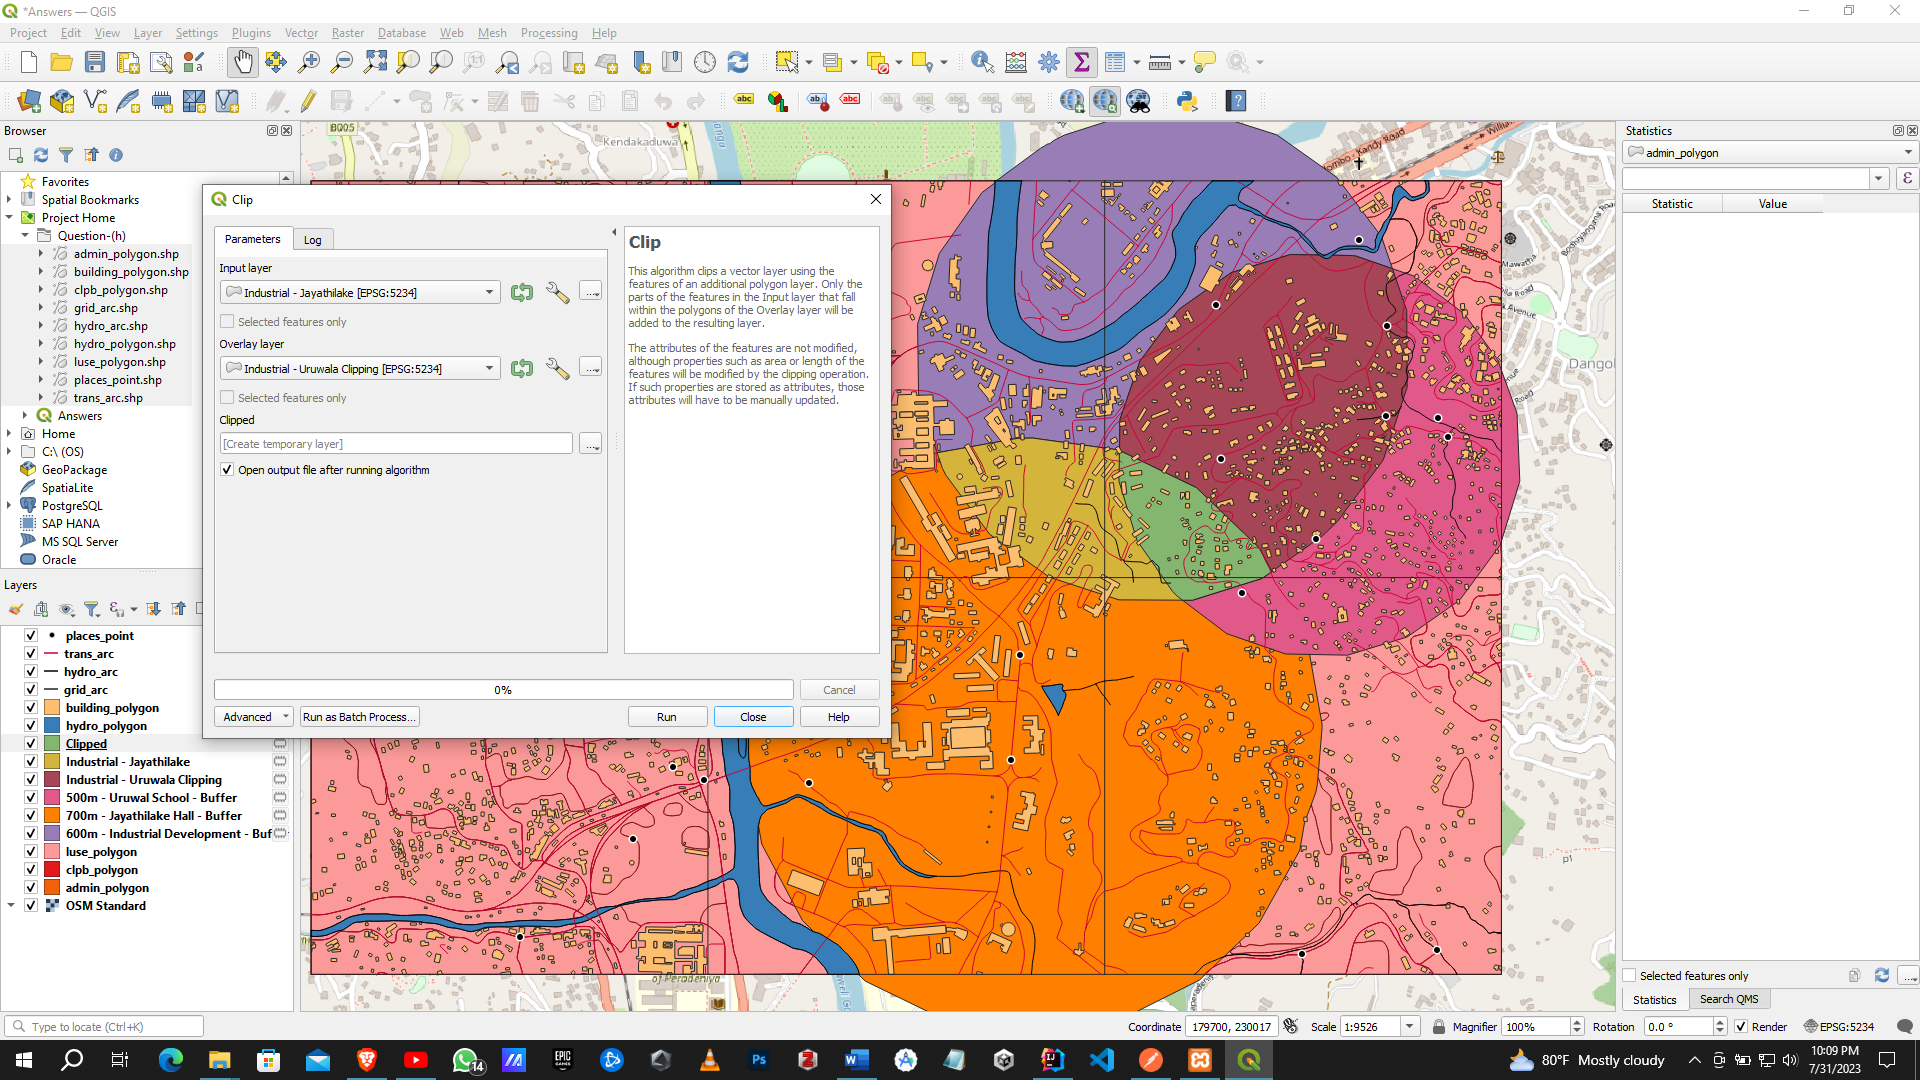 *Answers — QGIS
Project Edit View Layer Settings Plugins Vector Raster Database Web Mesh Processing Help
Browser
Favorites
Spatial Bookmarks
Project Home
Question-(h)
admin_polygon.shp
building_polygon.shp
clpb_polygon.shp
grid_arc.shp
hydro_arc.shp
hydro_polygon.shp
luse_polygon.shp
places_point.shp
trans_arc.shp
Answers
Home
C:\ (OS)
GeoPackage
SpatiaLite
PostgreSQL
SAP HANA
MS SQL Server
Oracle
Layers
places_point
trans_arc
hydro_arc
grid_arc
building_polygon
hydro_polygon
Clipped
Industrial - Jayathilake
Industrial - Uruwala Clipping
500m - Uruwal School - Buffer
700m - Jayathilake Hall - Buffer
600m - Industrial Development - Buf
luse_polygon
clpb_polygon
admin_polygon
OSM Standard
Clip
Parameters Log
Input layer
Industrial - Jayathilake [EPSG:5234]
Selected features only
Overlay layer
Industrial - Uruwala Clipping [EPSG:5234]
Selected features only
Clipped
[Create temporary layer]
Open output file after running algorithm
Clip
This algorithm clips a vector layer using the
features of an additional polygon layer. Only the
parts of the features in the Input layer that fall
within the polygons of the Overlay layer will be
added to the resulting layer.
The attributes of the features are not modified,
although properties such as area or length of the
features will be modified by the clipping operation.
If such properties are stored as attributes, those
attributes will have to be manually updated.
0%
Cancel
Advanced Run as Batch Process... Run Close Help
B005
Kendakaduwa
Dangol
of Peradeniya
p1
Statistics
admin_polygon
Statistic Value
Selected features only
Statistics Search QMS
Type to locate (Ctrl+K)
Coordinate 179700, 230017 Scale 1:9526 Magnifier 100% Rotation 0.0 ° Render EPSG:5234
14
80°F Mostly cloudy
10:09 PM
7/31/2023